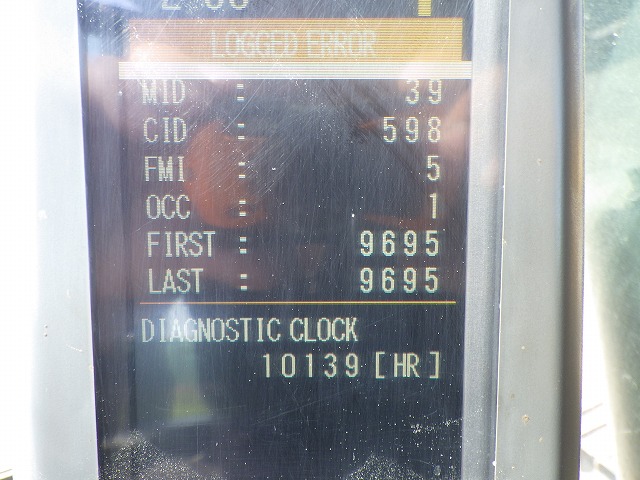 LOGGED ERROR
MID : 39
CID : 598
FMI : 5
OCC : 1
FIRST : 9695
LAST : 9695
DIAGNOSTIC CLOCK
10139 [HR]